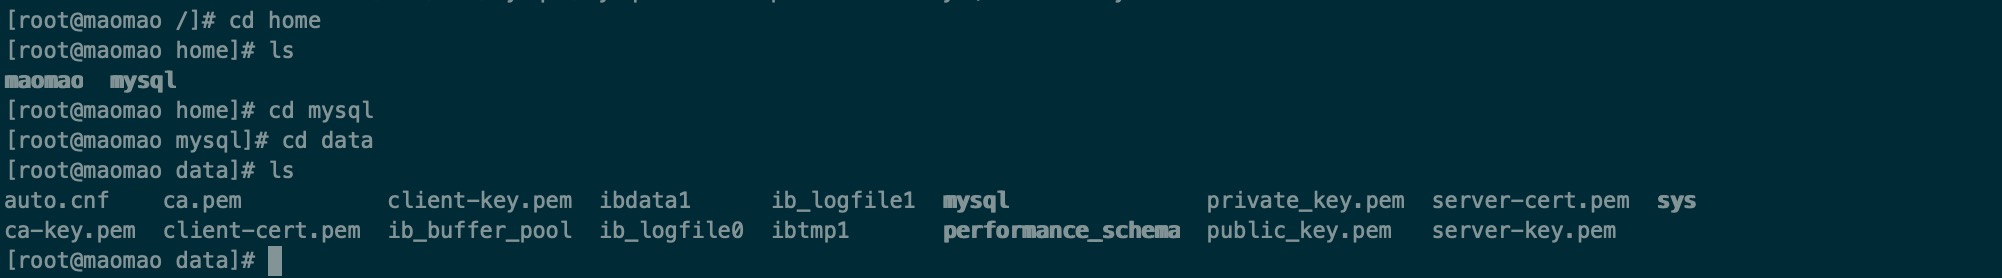 [root@maomao /]# cd home
[root@maomao home]# ls
maomao  mysql
[root@maomao home]# cd mysql
[root@maomao mysql]# cd data
[root@maomao data]# ls
auto.cnf    ca.pem           client-key.pem  ibdata1      ib_logfile1  mysql               private_key.pem  server-cert.pem  sys
ca-key.pem  client-cert.pem  ib_buffer_pool  ib_logfile0  ibtmp1       performance_schema  public_key.pem   server-key.pem
[root@maomao data]#